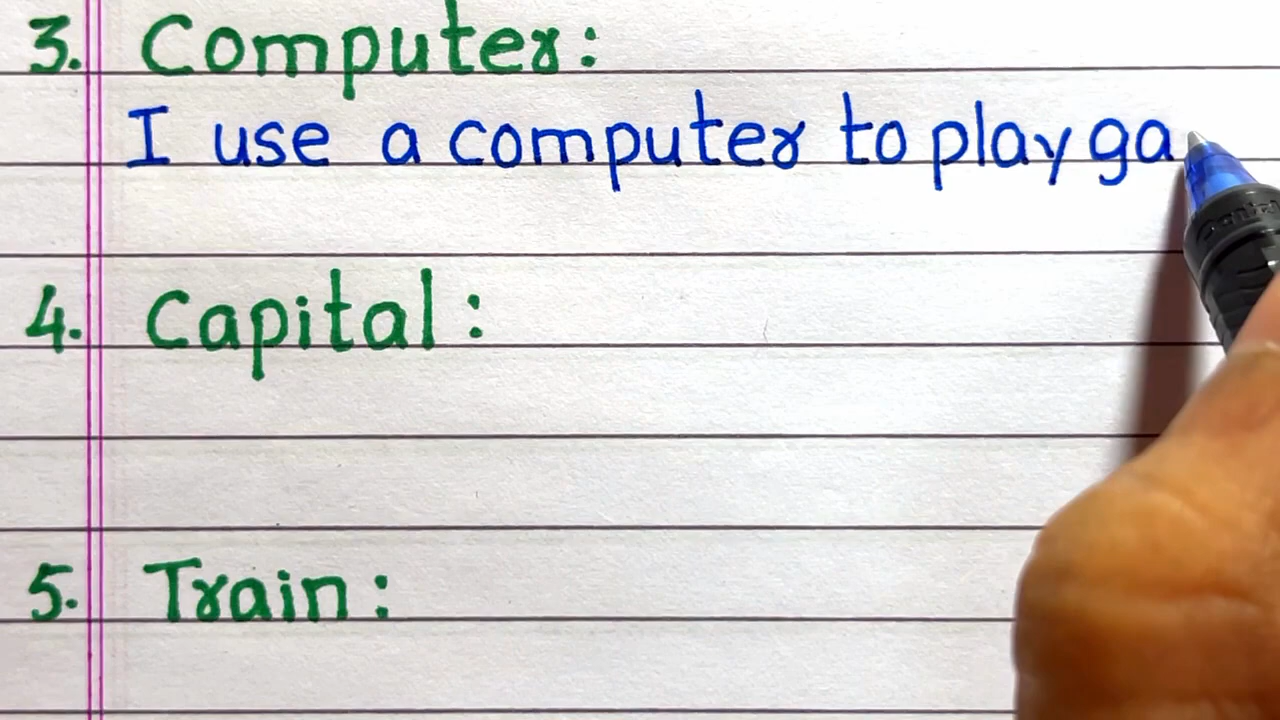 3. Computer:
I use a computer to play ga
4. Capital:
5. Train: